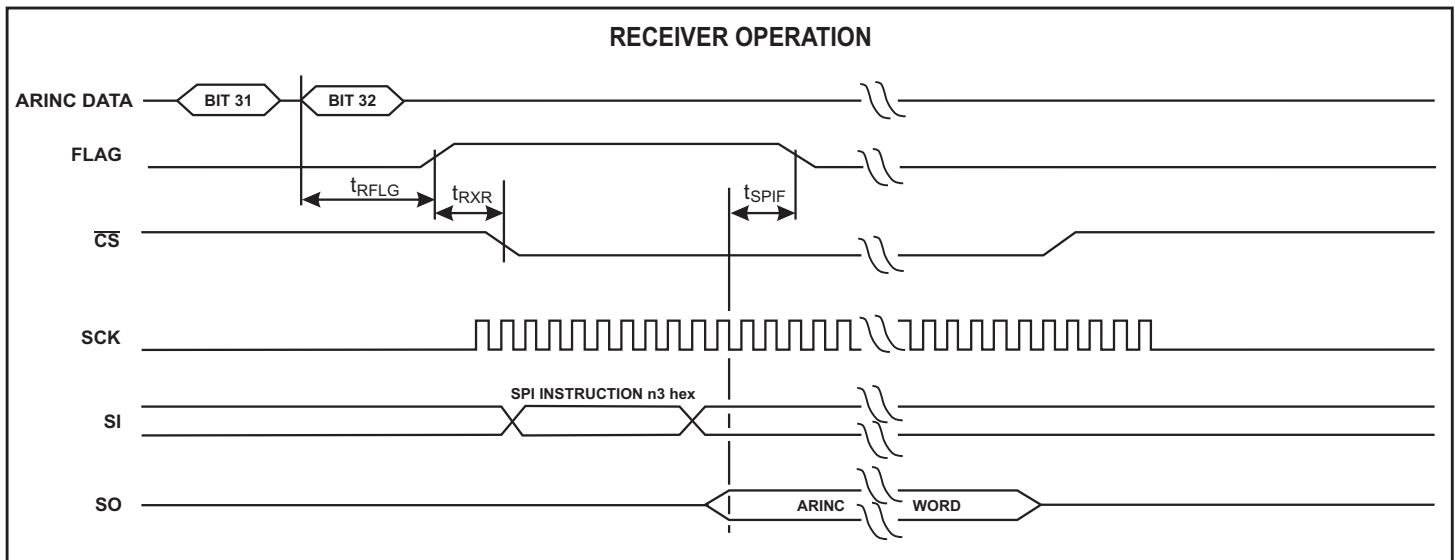 RECEIVER OPERATION
ARINC DATA
BIT 31
BIT 32
FLAG
tRFLG
tRXR
tSPIF
C̅S̅
SCK
SPI INSTRUCTION n3 hex
SI
SO
ARINC WORD